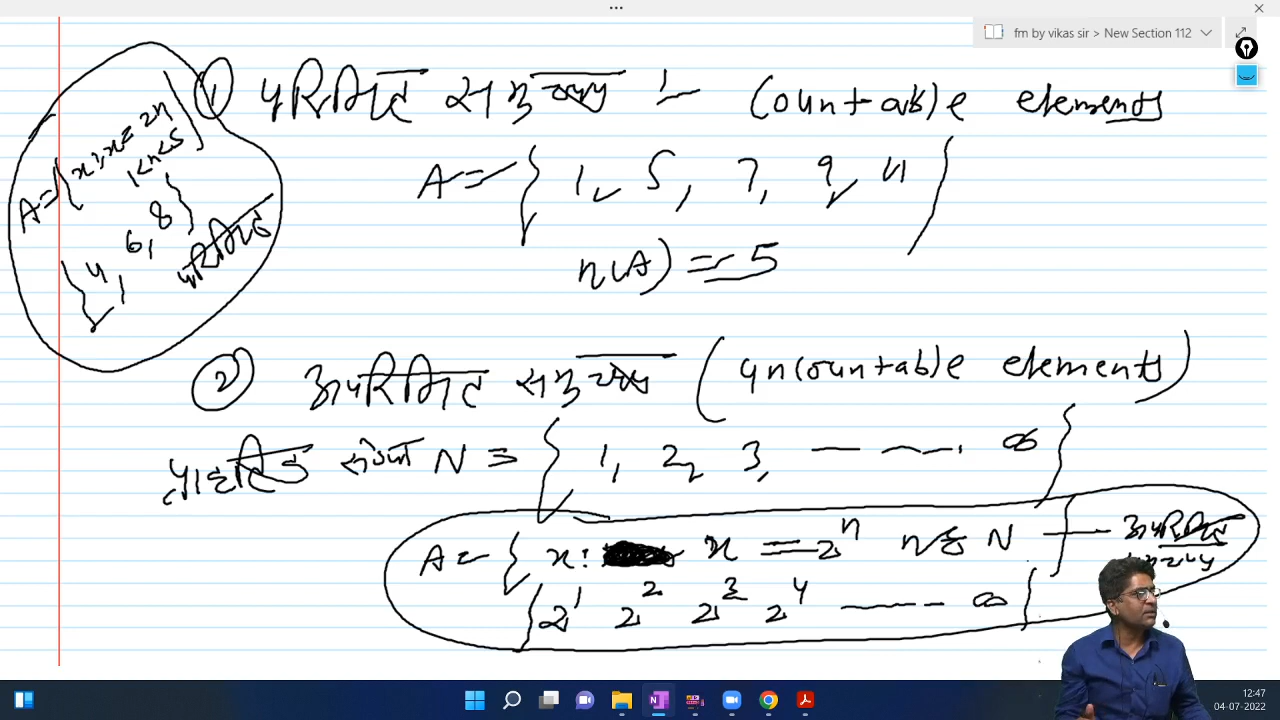 fm by vikas sir > New Section 112
① परिमित समुच्चय :- Countable elements
A = { 1, 5, 7, 9, 11 }
n(A) = 5
A = { x : x = 2n
1<n<5 }
{ 4, 6, 8 }
परिमित
② अपरिमित समुच्चय (uncountable elements)
प्राकृतिक संख्या N = { 1, 2, 3, — — — . ∞ }
A = { x : x = 2ⁿ n ∈ N } — अपरिमित
{ 2¹ 2² 2³ 2⁴ — — - ∞ }
12:47
04-07-2022